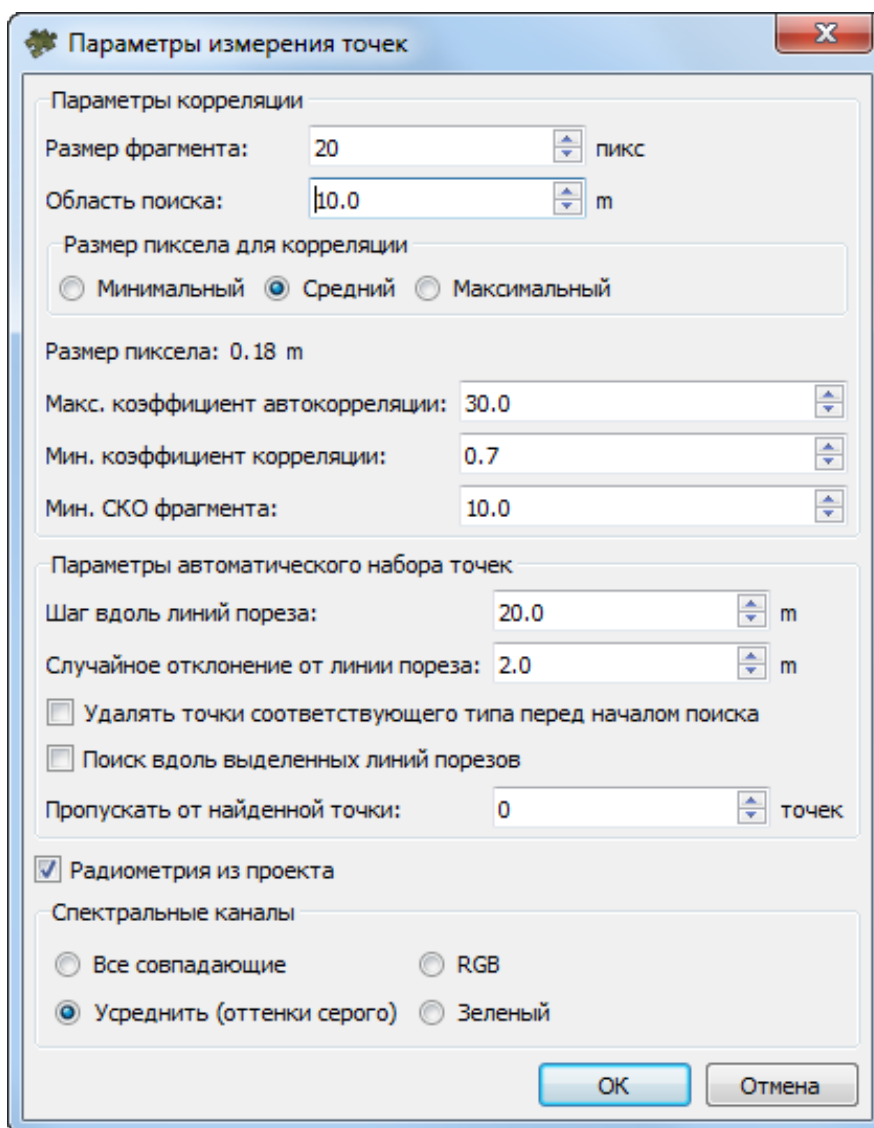 Параметры измерения точек
Параметры корреляции
Размер фрагмента: 20 пикс
Область поиска: 10.0 m
Размер пиксела для корреляции
Минимальный Средний Максимальный
Размер пиксела: 0.18 m
Макс. коэффициент автокорреляции: 30.0
Мин. коэффициент корреляции: 0.7
Мин. СКО фрагмента: 10.0
Параметры автоматического набора точек
Шаг вдоль линий пореза: 20.0 m
Случайное отклонение от линии пореза: 2.0 m
Удалять точки соответствующего типа перед началом поиска
Поиск вдоль выделенных линий порезов
Пропускать от найденной точки: 0 точек
Радиометрия из проекта
Спектральные каналы
Все совпадающие RGB
Усреднить (оттенки серого) Зеленый
OK Отмена